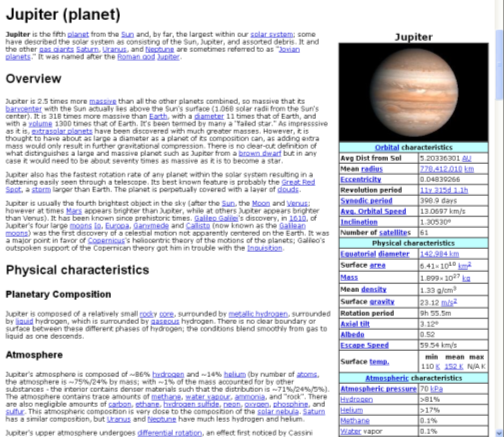 Jupiter (planet)
Jupiter is the fifth planet from the Sun and, by far, the largest within our solar system; some
have described the solar system as consisting of the Sun, Jupiter, and assorted debris. It and
the other gas giants Saturn, Uranus, and Neptune are sometimes referred to as "Jovian
planets." It was named after the Roman god Jupiter.
Overview
Jupiter is 2.5 times more massive than all the other planets combined, so massive that its
barycenter with the Sun actually lies above the Sun's surface (1.068 solar radii from the Sun's
center). It is 318 times more massive than Earth, with a diameter 11 times that of Earth, and
with a volume 1300 times that of Earth. It's been termed by many a "failed star." As impresssive
as it is, extrasolar planets have been discovered with much greater masses. However, it is
thought to have about as large a diameter as a planet of its composition can, as adding extra
mass would only result in further gravitational compression. There is no clear-cut definition of
what distinguishes a large and massive planet such as Jupiter from a brown dwarf but in any
case it would need to be about seventy times as massive as it is to become a star.
Jupiter also has the fastest rotation rate of any planet within the solar system resulting in a
flattening easily seen through a telescope. Its best known feature is probably the Great Red
Spot, a storm larger than Earth. The planet is perpetually covered with a layer of clouds.
Jupiter is usually the fourth brightest object in the sky (after the Sun, the Moon and Venus;
however at times Mars appears brighter than Jupiter, while at others Jupiter appears brighter
than Venus). It has been known since prehistoric times. Galileo Galilei's discovery, in 1610, of
Jupiter's four large moons Io, Europa, Ganymede and Callisto (now known as the Galilean
moons) was the first discovery of a celestial motion not apparently centered on the Earth. It was
a major point in favor of Copernicus's heliocentric theory of the motions of the planets; Galileo's
outspoken support of the Copernican theory got him in trouble with the Inquisition.
Physical characteristics
Planetary Composition
Jupiter is composed of a relatively small rocky core, surrounded by metallic hydrogen, surrounded
by liquid hydrogen, which is surrounded by gaseous hydrogen. There is no clear boundary or
surface between these different phases of hydrogen; the conditions blend smoothly from gas to
liquid as one descends.
Atmosphere
Jupiter's atmosphere is composed of ~86% hydrogen and ~14% helium (by number of atoms,
the atmosphere is ~75%/24% by mass; with ~1% of the mass accounted for by other
substances - the interior contains denser materials such that the distribution is ~71%/24%/5%).
The atmosphere contains trace amounts of methane, water vapour, ammonia, and "rock". There
are also negligible amounts of carbon, ethane, hydrogen sulfide, neon, oxygen, phosphine, and
sulfur. This atmospheric composition is very close to the composition of the solar nebula. Saturn
has a similar composition, but Uranus and Neptune have much less hydrogen and helium.
Jupiter's upper atmosphere undergoes differential rotation, an effect first noticed by Cassini
Jupiter
Orbital characteristics
Avg Dist from Sol 5.20336301 AU
Mean radius 778,412,010 km
Eccentricity 0.04839266
Revolution period 11y 315d 1.1h
Synodic period 398.9 days
Avg. Orbital Speed 13.0697 km/s
Inclination 1.30530°
Number of satellites 61
Physical characteristics
Equatorial diameter 142,984 km
Surface area 6.41×10¹⁰ km²
Mass 1.899×10²⁷ kg
Mean density 1.33 g/cm³
Surface gravity 23.12 m/s²
Rotation period 9h 55.5m
Axial tilt 3.12°
Albedo 0.52
Escape Speed 59.54 km/s
Surface temp. min mean max
110 K 152 K N/A K
Atmospheric characteristics
Atmospheric pressure 70 kPa
Hydrogen >81%
Helium >17%
Methane 0.1%
Water vapor 0.1%